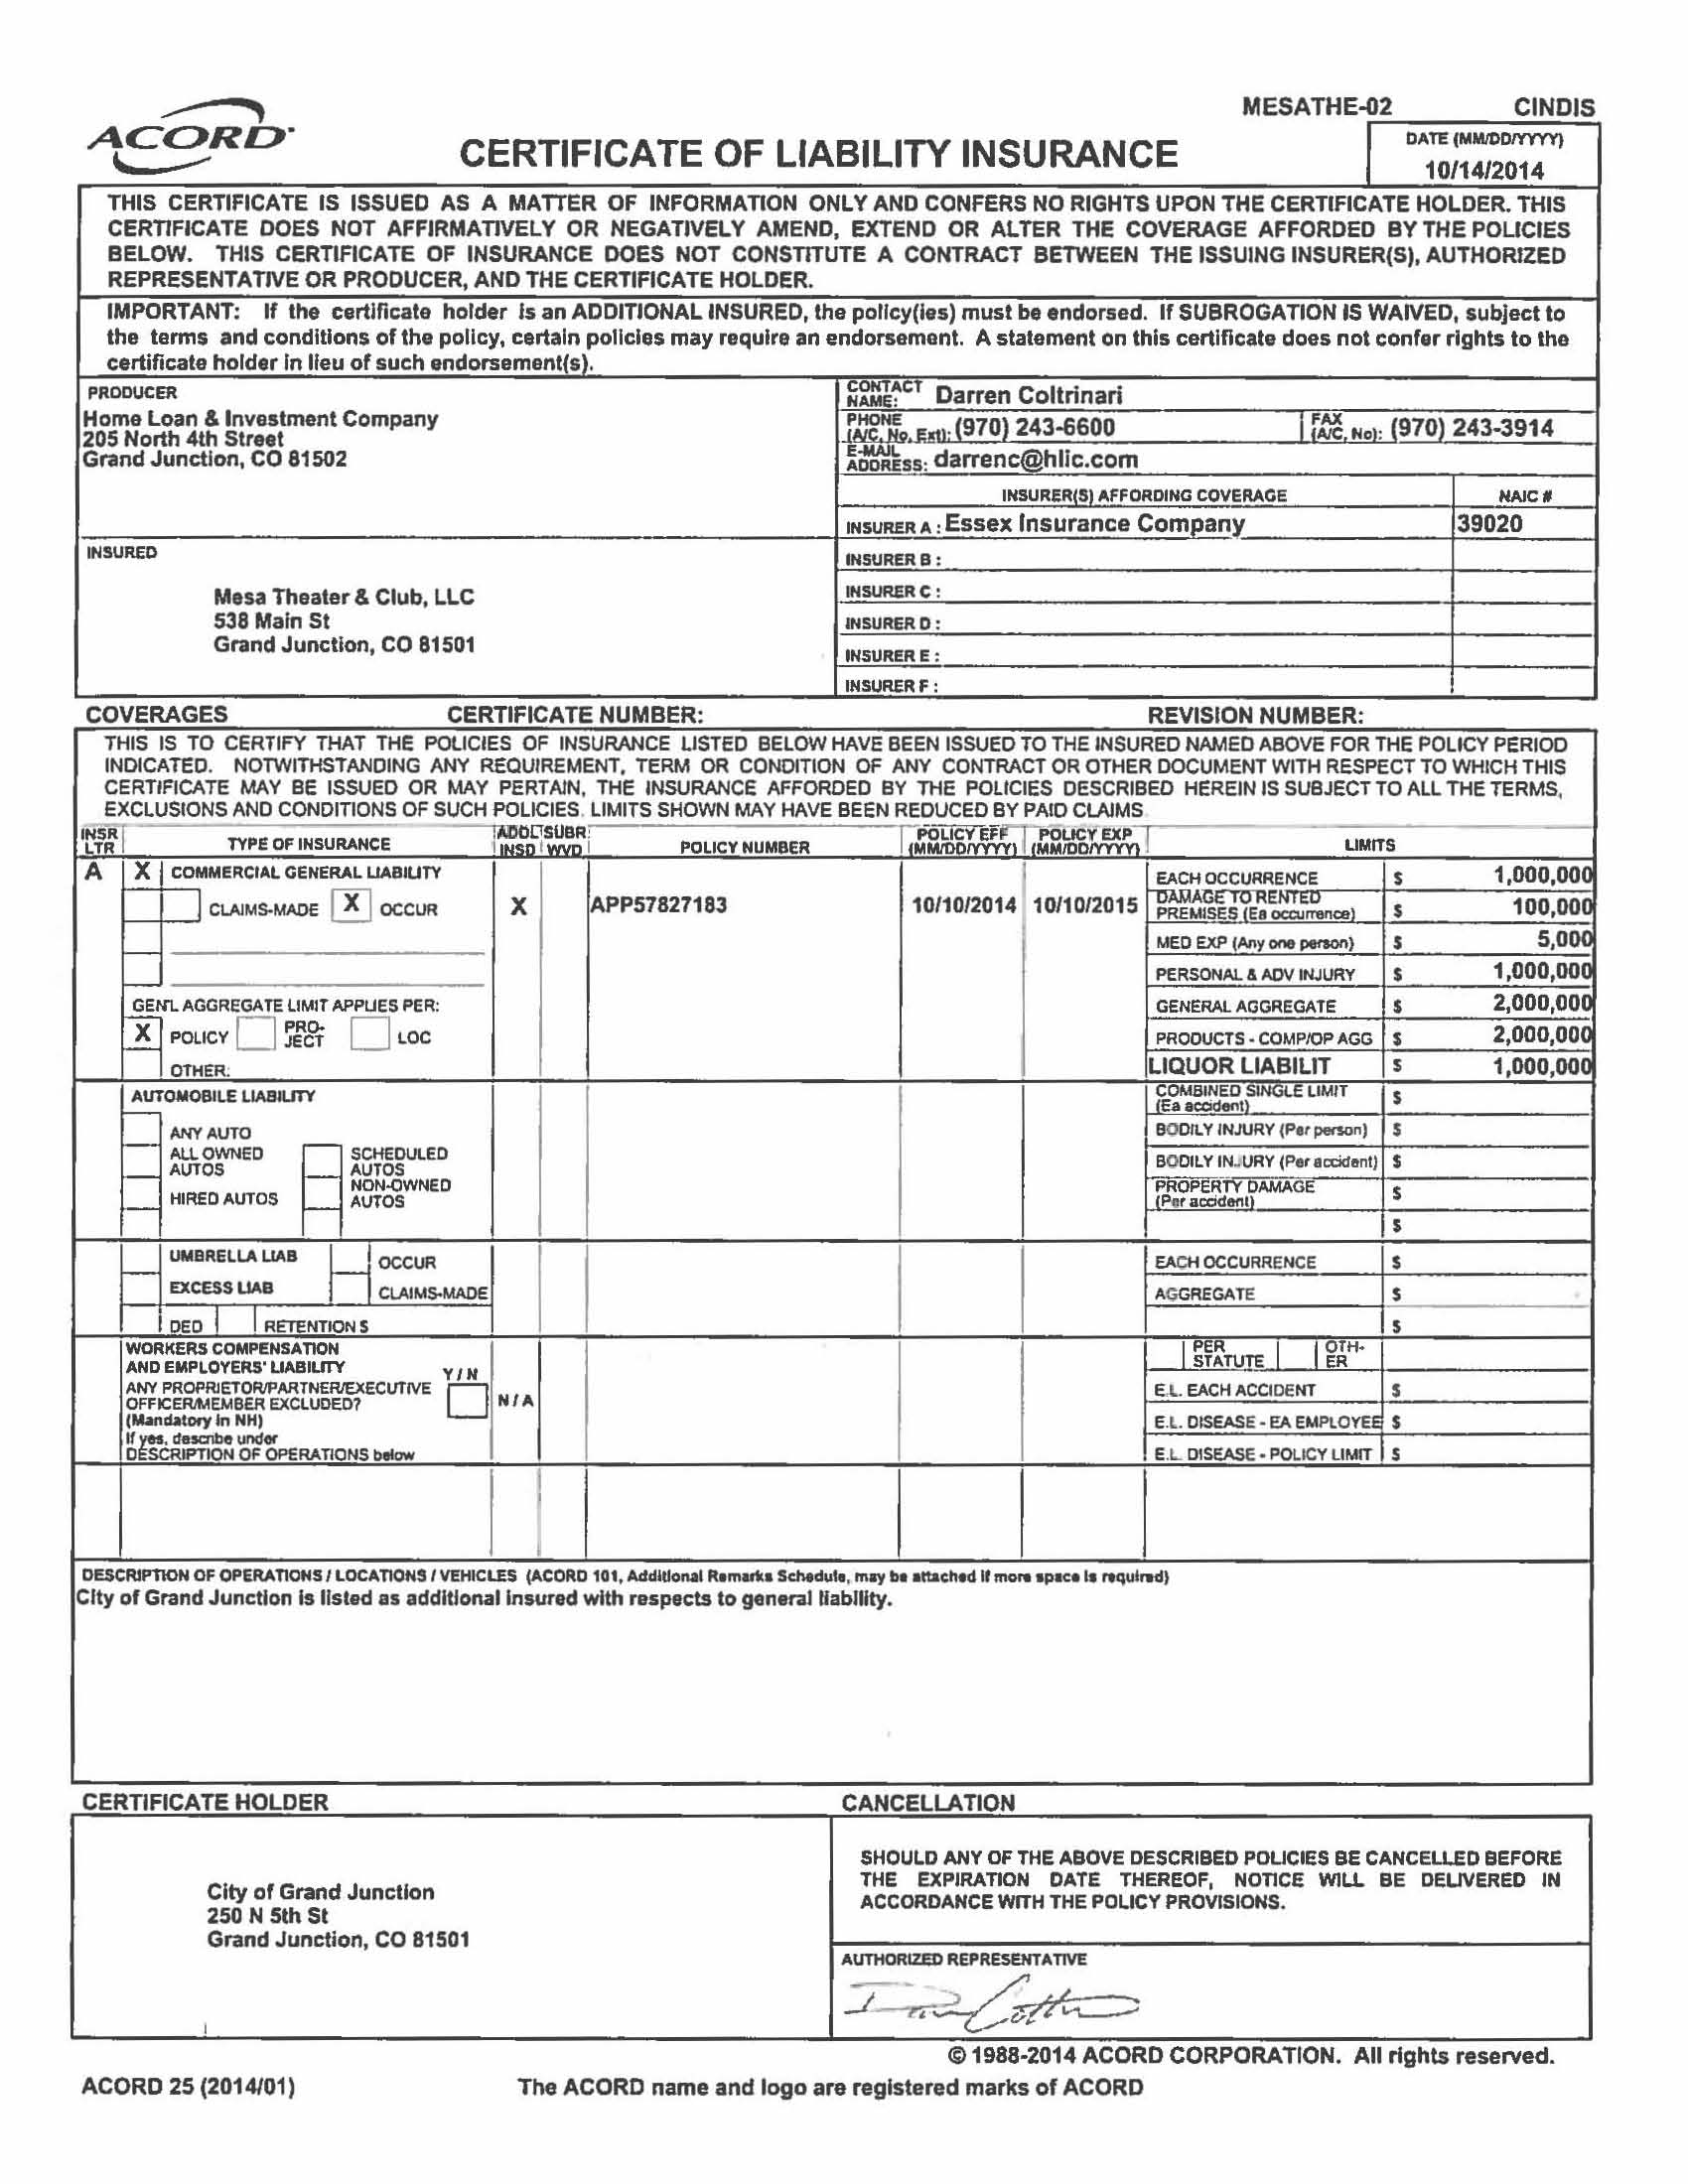 MESATHE-02 CINDIS
ACORD
CERTIFICATE OF LIABILITY INSURANCE
DATE (MM/DD/YYYY)
10/14/2014
THIS CERTIFICATE IS ISSUED AS A MATTER OF INFORMATION ONLY AND CONFERS NO RIGHTS UPON THE CERTIFICATE HOLDER. THIS
CERTIFICATE DOES NOT AFFIRMATIVELY OR NEGATIVELY AMEND, EXTEND OR ALTER THE COVERAGE AFFORDED BY THE POLICIES
BELOW. THIS CERTIFICATE OF INSURANCE DOES NOT CONSTITUTE A CONTRACT BETWEEN THE ISSUING INSURER(S), AUTHORIZED
REPRESENTATIVE OR PRODUCER, AND THE CERTIFICATE HOLDER.
IMPORTANT: If the certificate holder is an ADDITIONAL INSURED, the policy(ies) must be endorsed. If SUBROGATION IS WAIVED, subject to
the terms and conditions of the policy, certain policies may require an endorsement. A statement on this certificate does not confer rights to the
certificate holder in lieu of such endorsement(s).
PRODUCER
Home Loan & Investment Company
205 North 4th Street
Grand Junction, CO 81502
CONTACT NAME: Darren Coltrinari
PHONE (A/C, No, Ext): (970) 243-6600
FAX (A/C, No): (970) 243-3914
E-MAIL ADDRESS: darrenc@hlic.com
INSURER(S) AFFORDING COVERAGE NAIC #
INSURER A : Essex Insurance Company 39020
INSURED
Mesa Theater & Club, LLC
538 Main St
Grand Junction, CO 81501
INSURER B :
INSURER C :
INSURER D :
INSURER E :
INSURER F :
COVERAGES CERTIFICATE NUMBER: REVISION NUMBER:
THIS IS TO CERTIFY THAT THE POLICIES OF INSURANCE LISTED BELOW HAVE BEEN ISSUED TO THE INSURED NAMED ABOVE FOR THE POLICY PERIOD
INDICATED. NOTWITHSTANDING ANY REQUIREMENT, TERM OR CONDITION OF ANY CONTRACT OR OTHER DOCUMENT WITH RESPECT TO WHICH THIS
CERTIFICATE MAY BE ISSUED OR MAY PERTAIN, THE INSURANCE AFFORDED BY THE POLICIES DESCRIBED HEREIN IS SUBJECT TO ALL THE TERMS,
EXCLUSIONS AND CONDITIONS OF SUCH POLICIES. LIMITS SHOWN MAY HAVE BEEN REDUCED BY PAID CLAIMS
INSR LTR TYPE OF INSURANCE ADDL INSD SUBR WVD POLICY NUMBER POLICY EFF (MM/DD/YYYY) POLICY EXP (MM/DD/YYYY) LIMITS
A X COMMERCIAL GENERAL LIABILITY EACH OCCURRENCE $ 1,000,000
CLAIMS-MADE X OCCUR X APP57827183 10/10/2014 10/10/2015 DAMAGE TO RENTED PREMISES (Ea occurrence) $ 100,000
MED EXP (Any one person) $ 5,000
PERSONAL & ADV INJURY $ 1,000,000
GEN'L AGGREGATE LIMIT APPLIES PER: GENERAL AGGREGATE $ 2,000,000
X POLICY PRO-JECT LOC PRODUCTS - COMP/OP AGG $ 2,000,000
OTHER: LIQUOR LIABILIT $ 1,000,000
AUTOMOBILE LIABILITY COMBINED SINGLE LIMIT (Ea accident) $
ANY AUTO BODILY INJURY (Per person) $
ALL OWNED AUTOS SCHEDULED AUTOS BODILY INJURY (Per accident) $
HIRED AUTOS NON-OWNED AUTOS PROPERTY DAMAGE (Per accident) $
$
UMBRELLA LIAB OCCUR EACH OCCURRENCE $
EXCESS LIAB CLAIMS-MADE AGGREGATE $
DED RETENTION $ $
WORKERS COMPENSATION
AND EMPLOYERS' LIABILITY Y / N PER STATUTE OTH-ER
ANY PROPRIETOR/PARTNER/EXECUTIVE
OFFICER/MEMBER EXCLUDED? N / A E.L. EACH ACCIDENT $
(Mandatory in NH) E.L. DISEASE - EA EMPLOYEE $
If yes, describe under
DESCRIPTION OF OPERATIONS below E.L. DISEASE - POLICY LIMIT $
DESCRIPTION OF OPERATIONS / LOCATIONS / VEHICLES (ACORD 101, Additional Remarks Schedule, may be attached if more space is required)
City of Grand Junction is listed as additional insured with respects to general liability.
CERTIFICATE HOLDER
City of Grand Junction
250 N 5th St
Grand Junction, CO 81501
CANCELLATION
SHOULD ANY OF THE ABOVE DESCRIBED POLICIES BE CANCELLED BEFORE
THE EXPIRATION DATE THEREOF, NOTICE WILL BE DELIVERED IN
ACCORDANCE WITH THE POLICY PROVISIONS.
AUTHORIZED REPRESENTATIVE
© 1988-2014 ACORD CORPORATION. All rights reserved.
ACORD 25 (2014/01) The ACORD name and logo are registered marks of ACORD